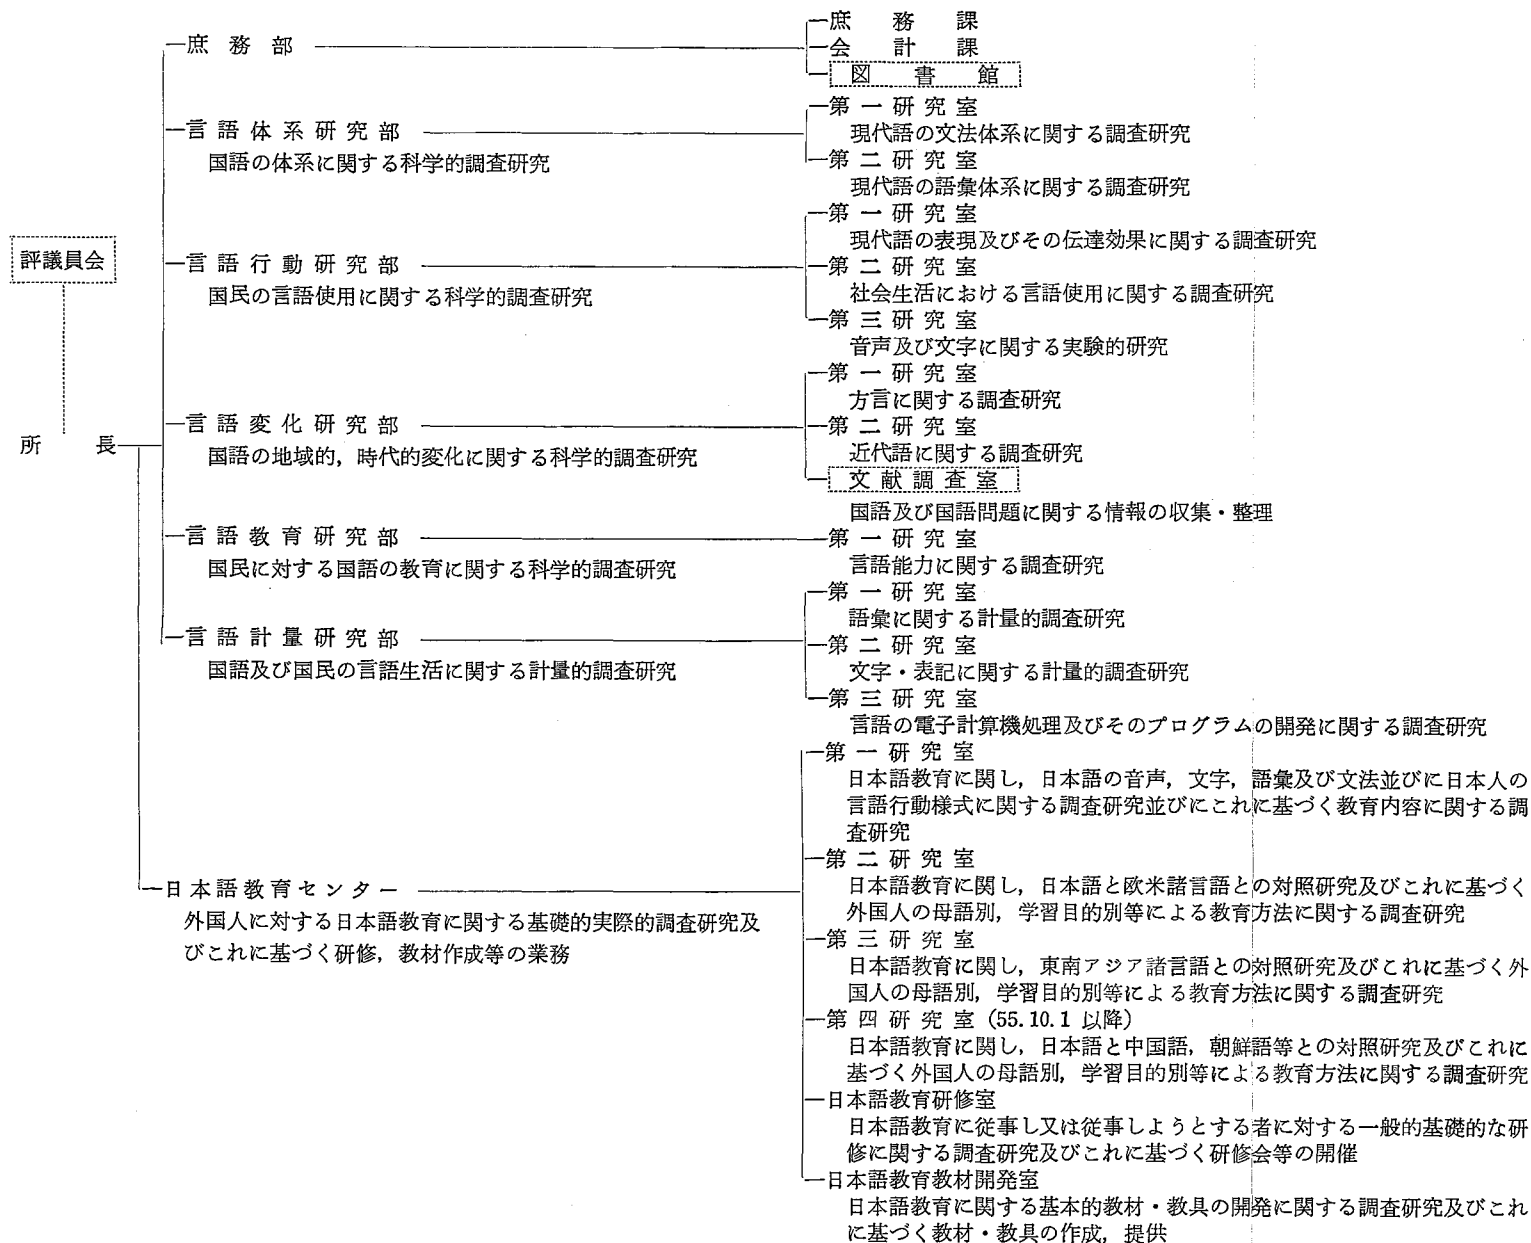 庶務課
庶務部
会計課
図書館
第一研究室
言語体系研究部
現代語の文法体系に関する調査研究
国語の体系に関する科学的調査研究
第二研究室
現代語の語彙体系に関する調査研究
第一研究室
現代語の表現及びその伝達効果に関する調査研究
評議員会
言語行動研究部
第二研究室
国民の言語使用に関する科学的調査研究
社会生活における言語使用に関する調査研究
第三研究室
音声及び文字に関する実験的研究
第一研究室
方言に関する調査研究
言語変化研究部
第二研究室
所長
国語の地域的，時代的変化に関する科学的調査研究
近代語に関する調査研究
文献調査室
国語及び国語問題に関する情報の収集・整理
言語教育研究部
第一研究室
国民に対する国語の教育に関する科学的調査研究
言語能力に関する調査研究
第一研究室
語彙に関する計量的調査研究
言語計量研究部
第二研究室
国語及び国民の言語生活に関する計量的調査研究
文字・表記に関する計量的調査研究
第三研究室
言語の電子計算機処理及びそのプログラムの開発に関する調査研究
第一研究室
日本語教育に関し，日本語の音声，文字，語彙及び文法並びに日本人の
言語行動様式に関する調査研究並びにこれに基づく教育内容に関する調
査研究
第二研究室
日本語教育センター
日本語教育に関し，日本語と欧米諸言語との対照研究及びこれに基づく
外国人の母語別，学習目的別等による教育方法に関する調査研究
外国人に対する日本語教育に関する基礎的実際的調査研究及
びこれに基づく研修，教材作成等の業務
第三研究室
日本語教育に関し，東南アジア諸言語との対照研究及びこれに基づく外
国人の母語別，学習目的別等による教育方法に関する調査研究
第四研究室（55.10.1 以降）
日本語教育に関し，日本語と中国語，朝鮮語等との対照研究及びこれに
基づく外国人の母語別，学習目的別等による教育方法に関する調査研究
日本語教育研修室
日本語教育に従事し又は従事しようとする者に対する一般的基礎的な研
修に関する調査研究及びこれに基づく研修会等の開催
日本語教育教材開発室
日本語教育に関する基本的教材・教具の開発に関する調査研究及びこれ
に基づく教材・教具の作成，提供